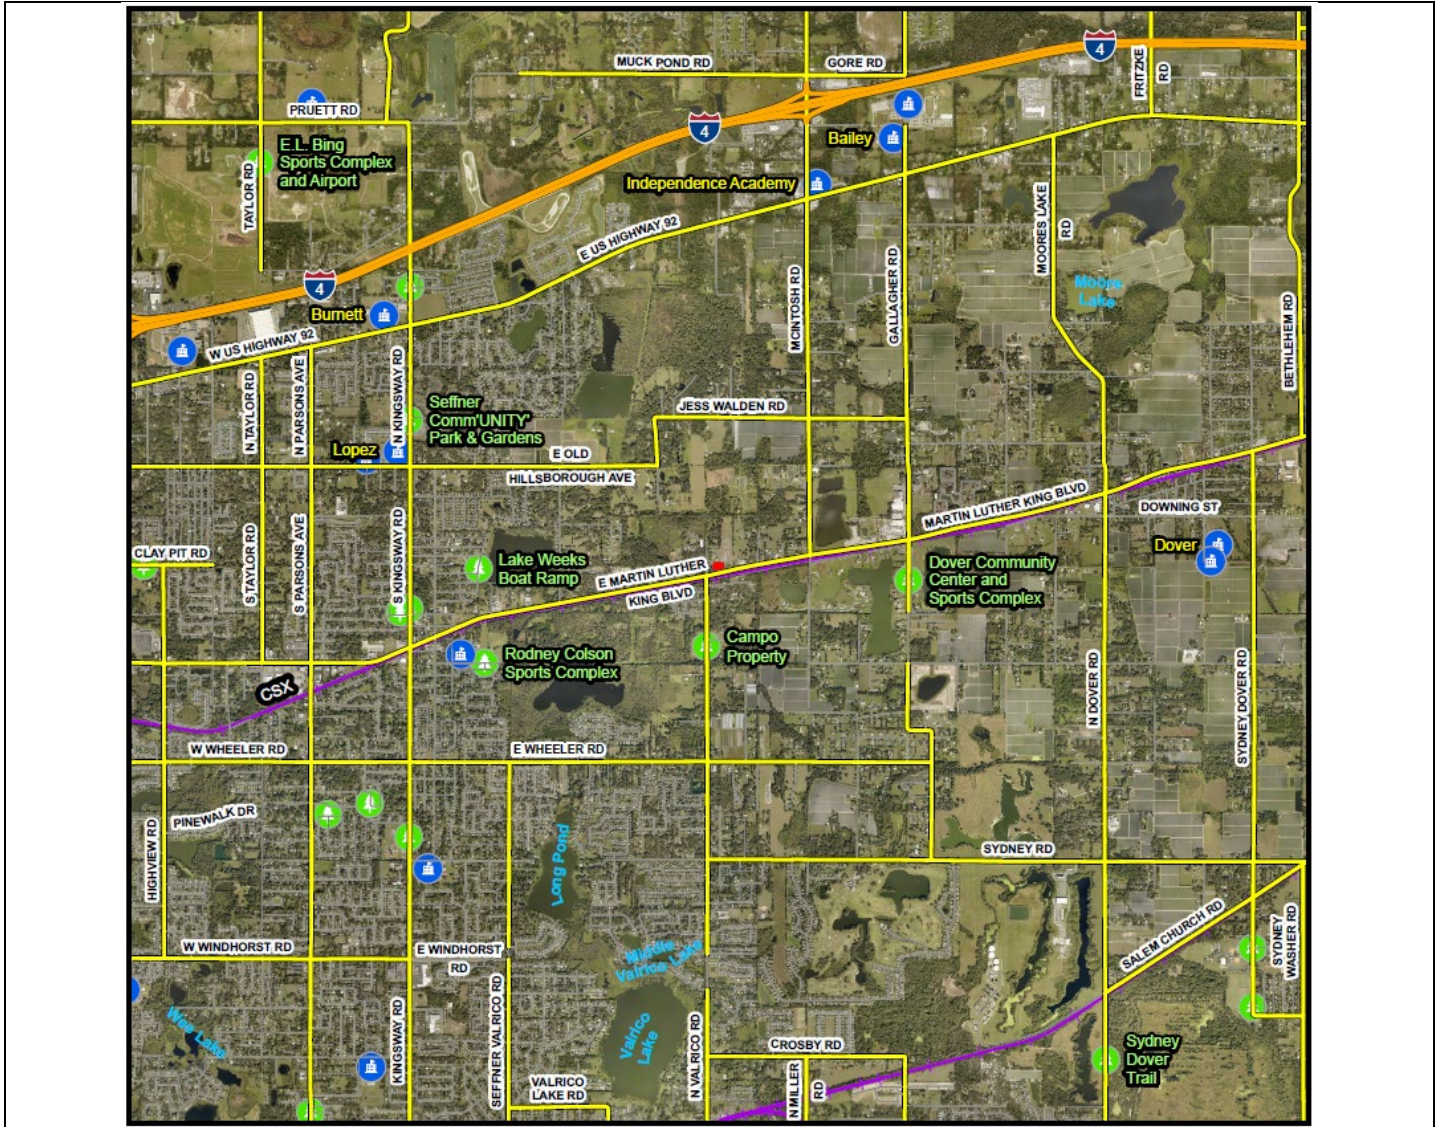 MUCK POND RD
GORE RD
4
FRITZKE
RD
PRUETT RD
4
Bailey
E.L. Bing
Sports Complex
and Airport
TAYLOR RD
Independence Academy
E US HIGHWAY 92
MOORES LAKE
RD
MCINTOSH RD
GALLAGHER RD
Moore
Lake
BETHLEHEM RD
4
Burnett
W US HIGHWAY 92
N TAYLOR RD
N PARSONS AVE
N KINGSWAY RD
Seffner
Comm'UNITY'
Park & Gardens
JESS WALDEN RD
Lopez
E OLD
HILLSBOROUGH AVE
MARTIN LUTHER KING BLVD
DOWNING ST
Dover
CLAY PIT RD
S TAYLOR RD
S PARSONS AVE
S KINGSWAY RD
Lake Weeks
Boat Ramp
E MARTIN LUTHER
KING BLVD
Dover Community
Center and
Sports Complex
Campo
Property
Rodney Colson
Sports Complex
CSX
N DOVER RD
SYDNEY DOVER RD
W WHEELER RD
E WHEELER RD
PINEWALK DR
HIGHVIEW RD
Long Pond
SYDNEY RD
W WINDHORST RD
E WINDHORST
RD
Middle
Valrico Lake
SALEM CHURCH RD
SYDNEY
WASHER RD
Wee Lake
KINGSWAY RD
SEFFNER VALRICO RD
Valrico
Lake
N VALRICO RD
CROSBY RD
N MILLER
RD
VALRICO
LAKE RD
Sydney
Dover
Trail